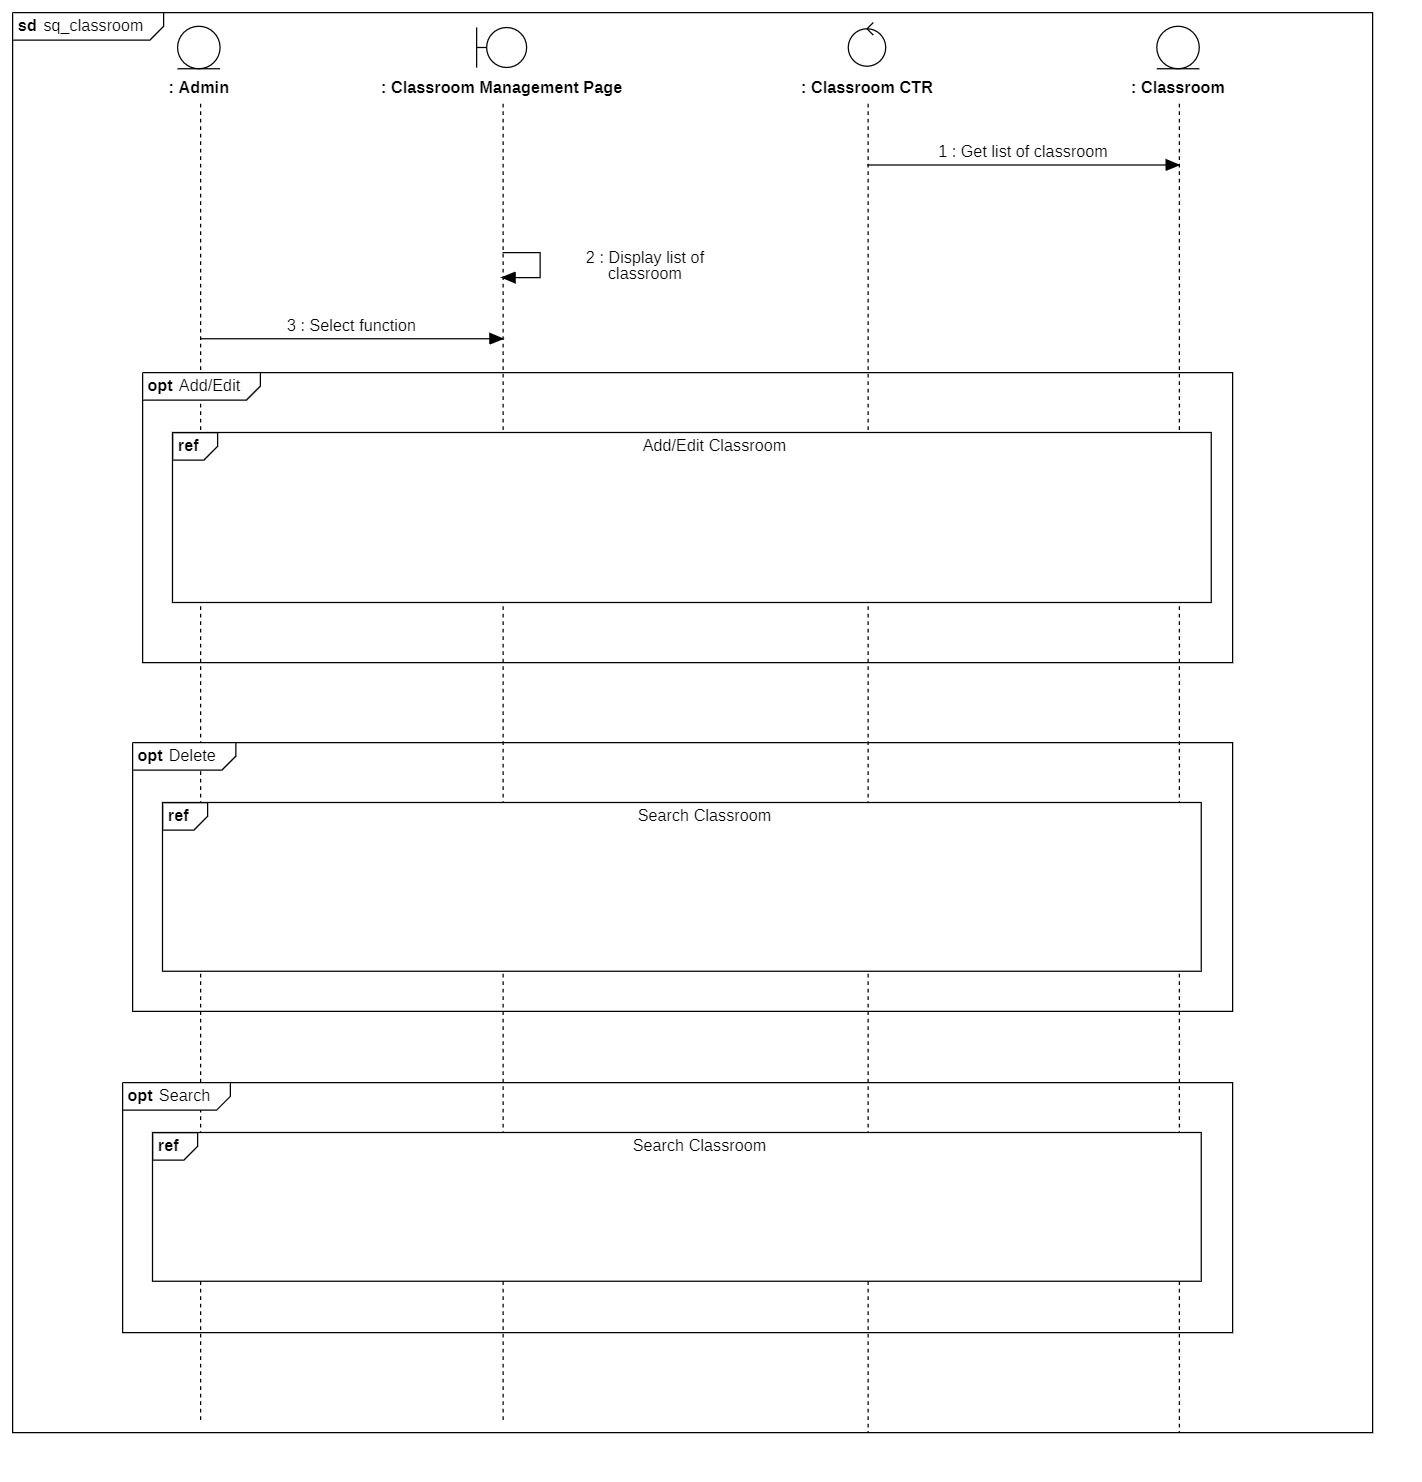 sd sq_classroom
: Admin
: Classroom Management Page
: Classroom CTR
: Classroom
1 : Get list of classroom
2 : Display list of
classroom
3 : Select function
opt Add/Edit
ref
Add/Edit Classroom
opt Delete
ref
Search Classroom
opt Search
ref
Search Classroom